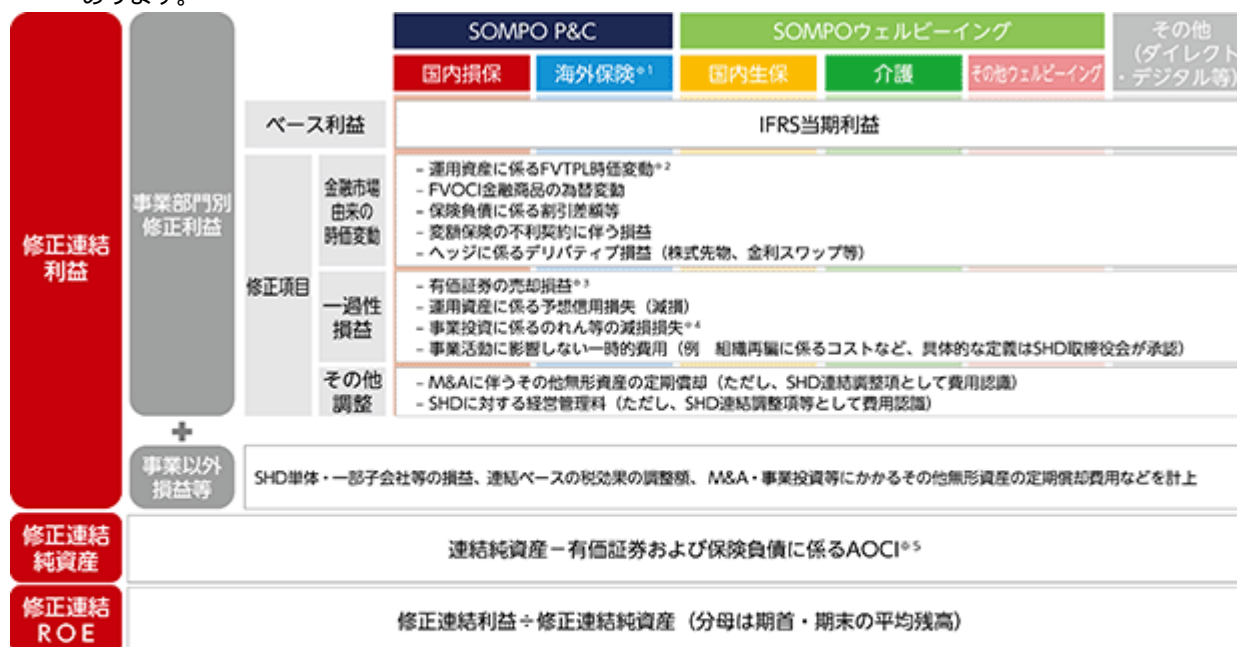 あります。
SOMPO P&C
SOMPOウェルビーイング
その他
(ダイレクト
・デジタル等)
国内損保
海外保険※1
国内生保
介護
その他ウェルビーイング
修正連結
利益
事業部門別
修正利益
ベース利益
IFRS当期利益
修正項目
金融市場
由来の
時価変動
- 運用資産に係るFVTPL時価変動※2
- FVOCI金融商品の為替変動
- 保険負債に係る割引差額等
- 変額保険の不利契約に伴う損益
- ヘッジに係るデリバティブ損益（株式先物、金利スワップ等）
一過性
損益
- 有価証券の売却損益※3
- 運用資産に係る予想信用損失（減損）
- 事業投資に係るのれん等の減損損失※4
- 事業活動に影響しない一時的費用（例　組織再編に係るコストなど、具体的な定義はSHD取締役会が承認）
その他
調整
- M&Aに伴うその他無形資産の定期償却（ただし、SHD連結調整項として費用認識）
- SHDに対する経営管理料（ただし、SHD連結調整項等として費用認識）
+
事業以外
損益等
SHD単体・一部子会社等の損益、連結ベースの税効果の調整額、M&A・事業投資等にかかるその他無形資産の定期償却費用などを計上
修正連結
純資産
連結純資産－有価証券および保険負債に係るAOCI※5
修正連結
ROE
修正連結利益÷修正連結純資産（分母は期首・期末の平均残高）